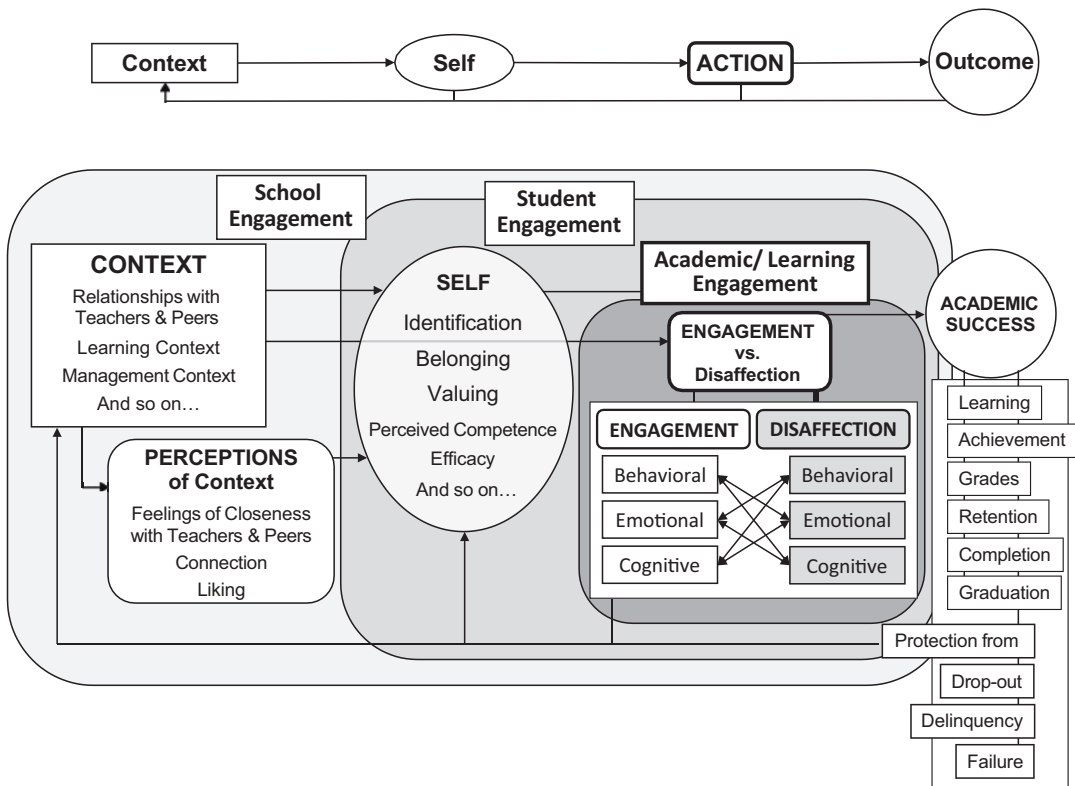 Context
Self
ACTION
Outcome
School
Engagement
Student
Engagement
Academic/ Learning
Engagement
CONTEXT
Relationships with
Teachers & Peers
Learning Context
Management Context
And so on…
PERCEPTIONS
of Context
Feelings of Closeness
with Teachers & Peers
Connection
Liking
SELF
Identification
Belonging
Valuing
Perceived Competence
Efficacy
And so on…
ENGAGEMENT
vs.
Disaffection
ENGAGEMENT
DISAFFECTION
Behavioral
Behavioral
Emotional
Emotional
Cognitive
Cognitive
ACADEMIC
SUCCESS
Learning
Achievement
Grades
Retention
Completion
Graduation
Protection from
Drop-out
Delinquency
Failure